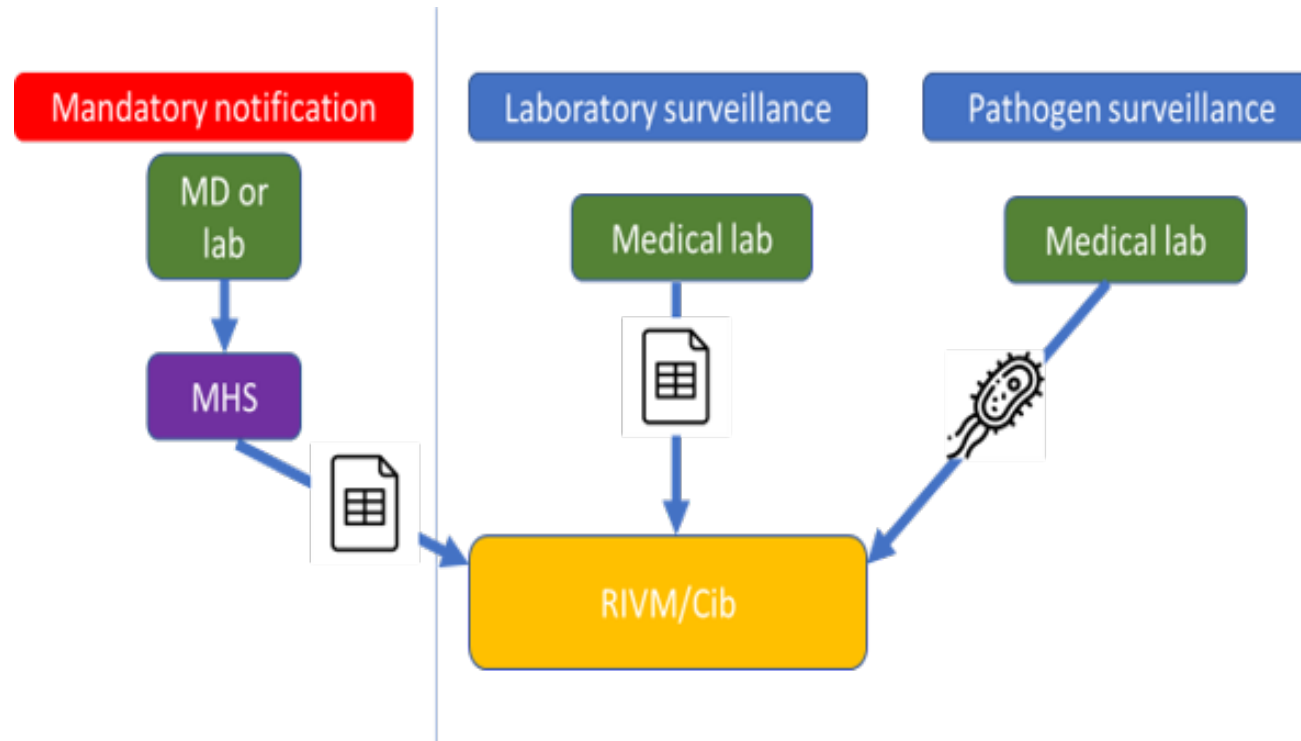 Mandatory notification
Laboratory surveillance
Pathogen surveillance
MD or
lab
Medical lab
Medical lab
MHS
RIVM/Cib